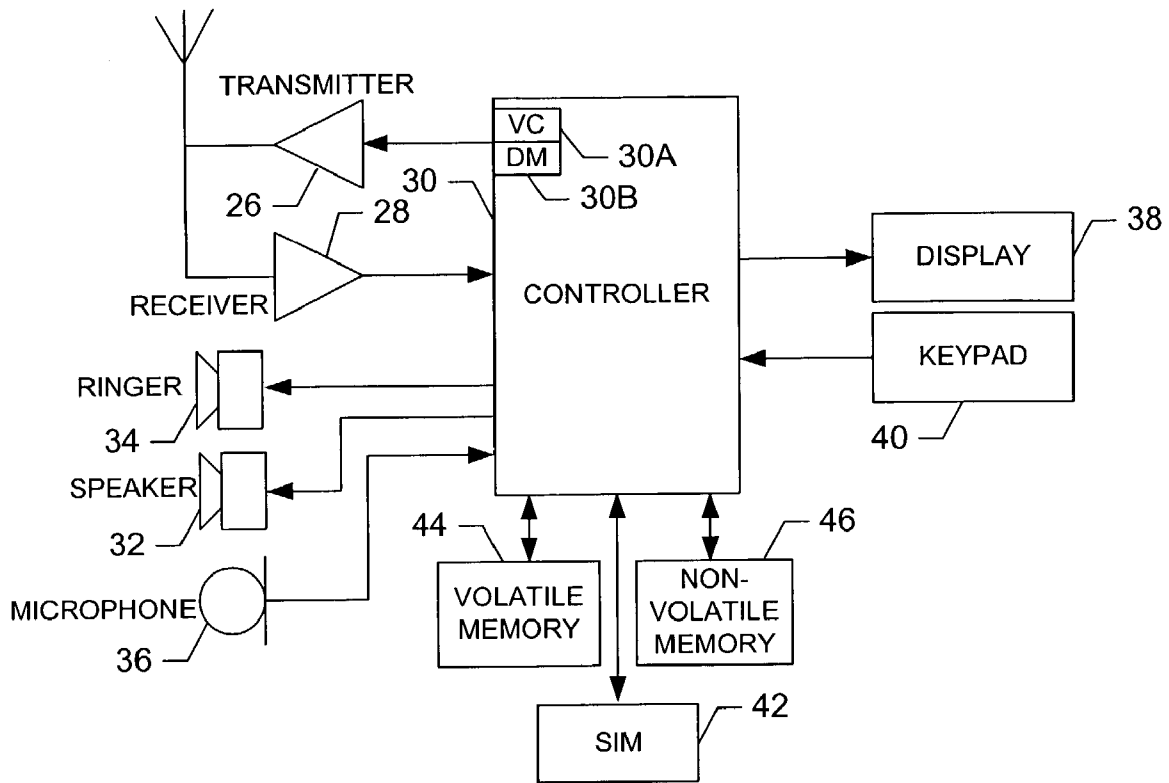 TRANSMITTER
26
VC
DM
30A
30B
30
28
RECEIVER
CONTROLLER
DISPLAY
38
KEYPAD
40
RINGER
34
SPEAKER
32
MICROPHONE
36
44
VOLATILE
MEMORY
46
NON-
VOLATILE
MEMORY
SIM
42